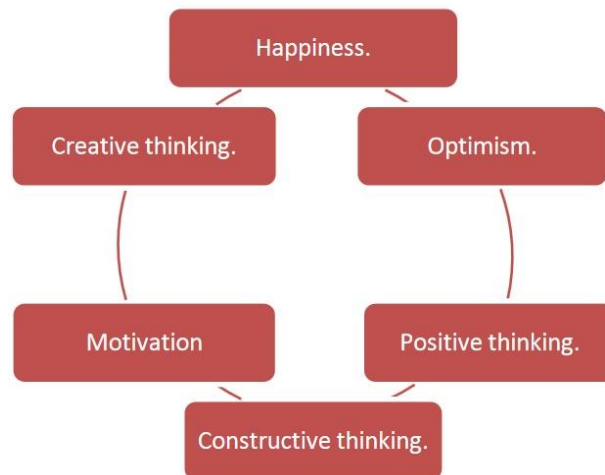 Happiness.
Creative thinking.
Optimism.
Motivation
Positive thinking.
Constructive thinking.